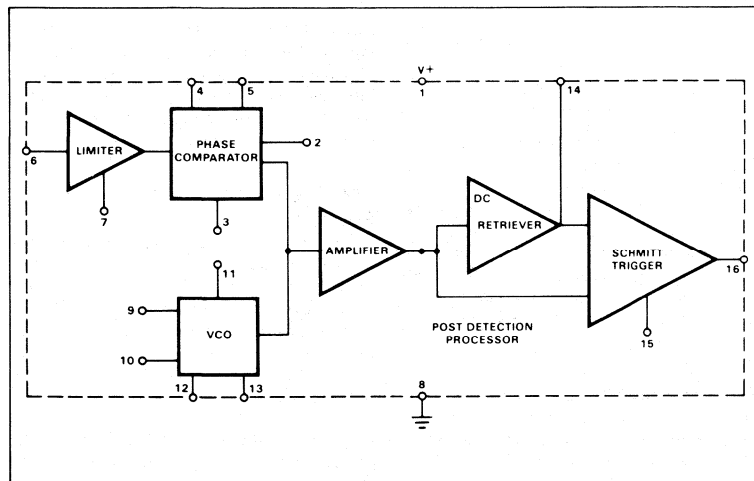 V+
4
5
1
14
LIMITER
PHASE
COMPARATOR
2
6
7
3
DC
RETRIEVER
AMPLIFIER
SCHMITT
TRIGGER
16
11
9
VCO
10
POST DETECTION
PROCESSOR
15
12
13
8